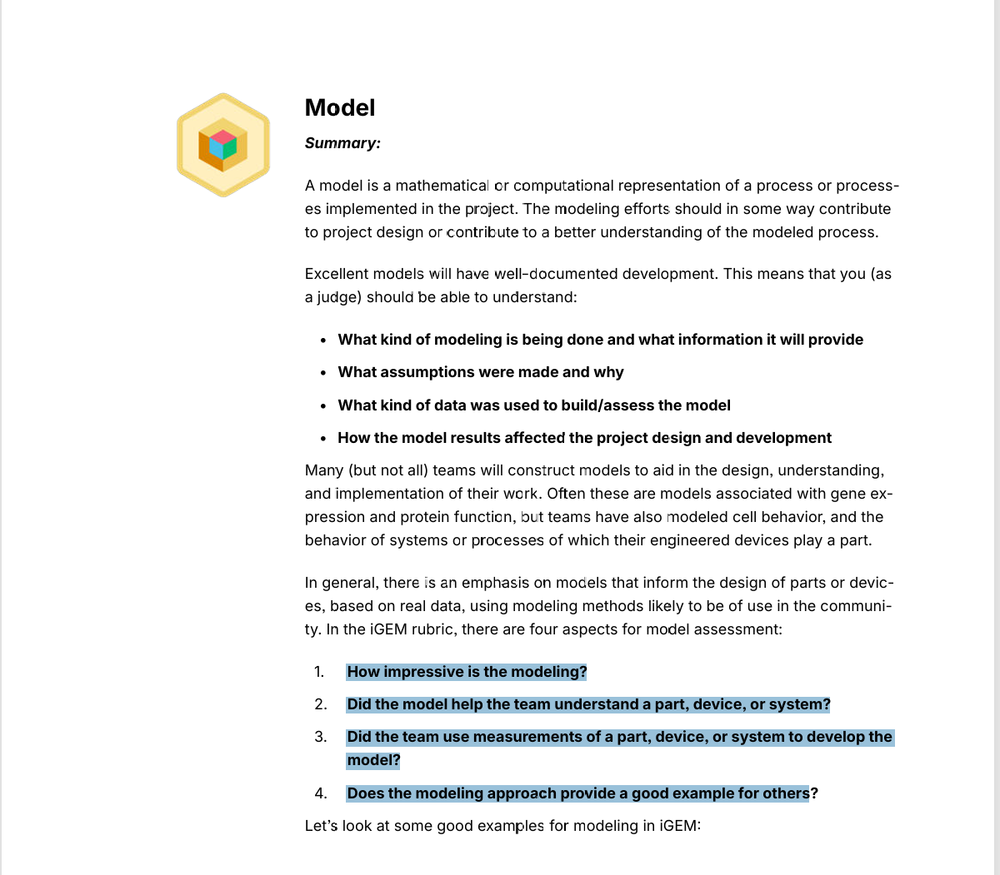 Model
Summary:
A model is a mathematical or computational representation of a process or process-
es implemented in the project. The modeling efforts should in some way contribute
to project design or contribute to a better understanding of the modeled process.
Excellent models will have well-documented development. This means that you (as
a judge) should be able to understand:
• What kind of modeling is being done and what information it will provide
• What assumptions were made and why
• What kind of data was used to build/assess the model
• How the model results affected the project design and development
Many (but not all) teams will construct models to aid in the design, understanding,
and implementation of their work. Often these are models associated with gene ex-
pression and protein function, but teams have also modeled cell behavior, and the
behavior of systems or processes of which their engineered devices play a part.
In general, there is an emphasis on models that inform the design of parts or devic-
es, based on real data, using modeling methods likely to be of use in the communi-
ty. In the iGEM rubric, there are four aspects for model assessment:
1. How impressive is the modeling?
2. Did the model help the team understand a part, device, or system?
3. Did the team use measurements of a part, device, or system to develop the
model?
4. Does the modeling approach provide a good example for others?
Let’s look at some good examples for modeling in iGEM: